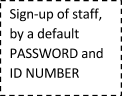 Sign-up of staff,
by a default
PASSWORD and
ID NUMBER